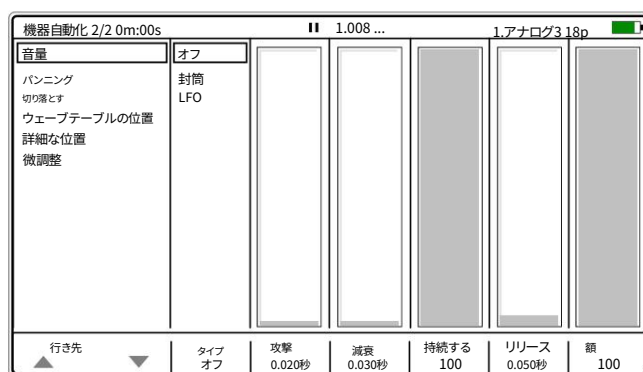 機器自動化 2/2 0m:00s
1.008 ...
1.アナログ3 18p
音量
オフ
パンニング
封筒
切り落とす
LFO
ウェーブテーブルの位置
詳細な位置
微調整
行き先
タイプ
オフ
攻撃
0.020秒
減衰
0.030秒
持続する
100
リリース
0.050秒
額
100